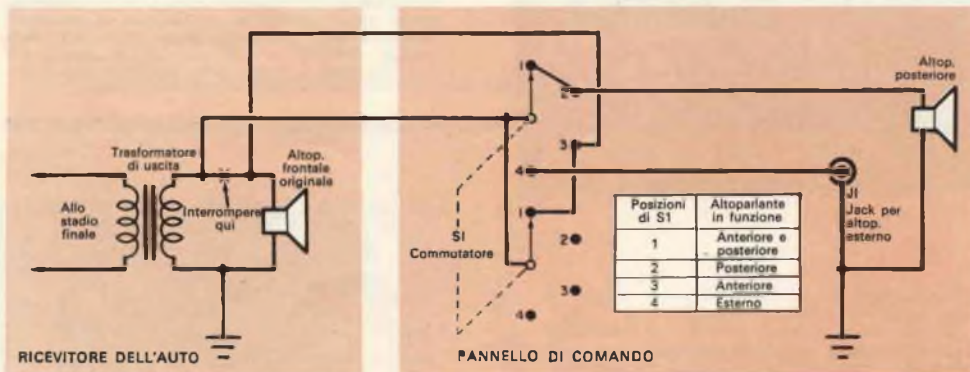 Trasformatore
di uscita
Altop.
frontale
originale
Allo
stadio
finale
Interrompere
qui
RICEVITORE DELL'AUTO
1
2
3
4
1
2
3
4
S1
Commutatore
Altop.
posteriore
J1
Jack per
altop.
esterno
Posizioni di S1 Altoparlante in funzione
1 Anteriore e posteriore
2 Posteriore
3 Anteriore
4 Esterno
PANNELLO DI COMANDO